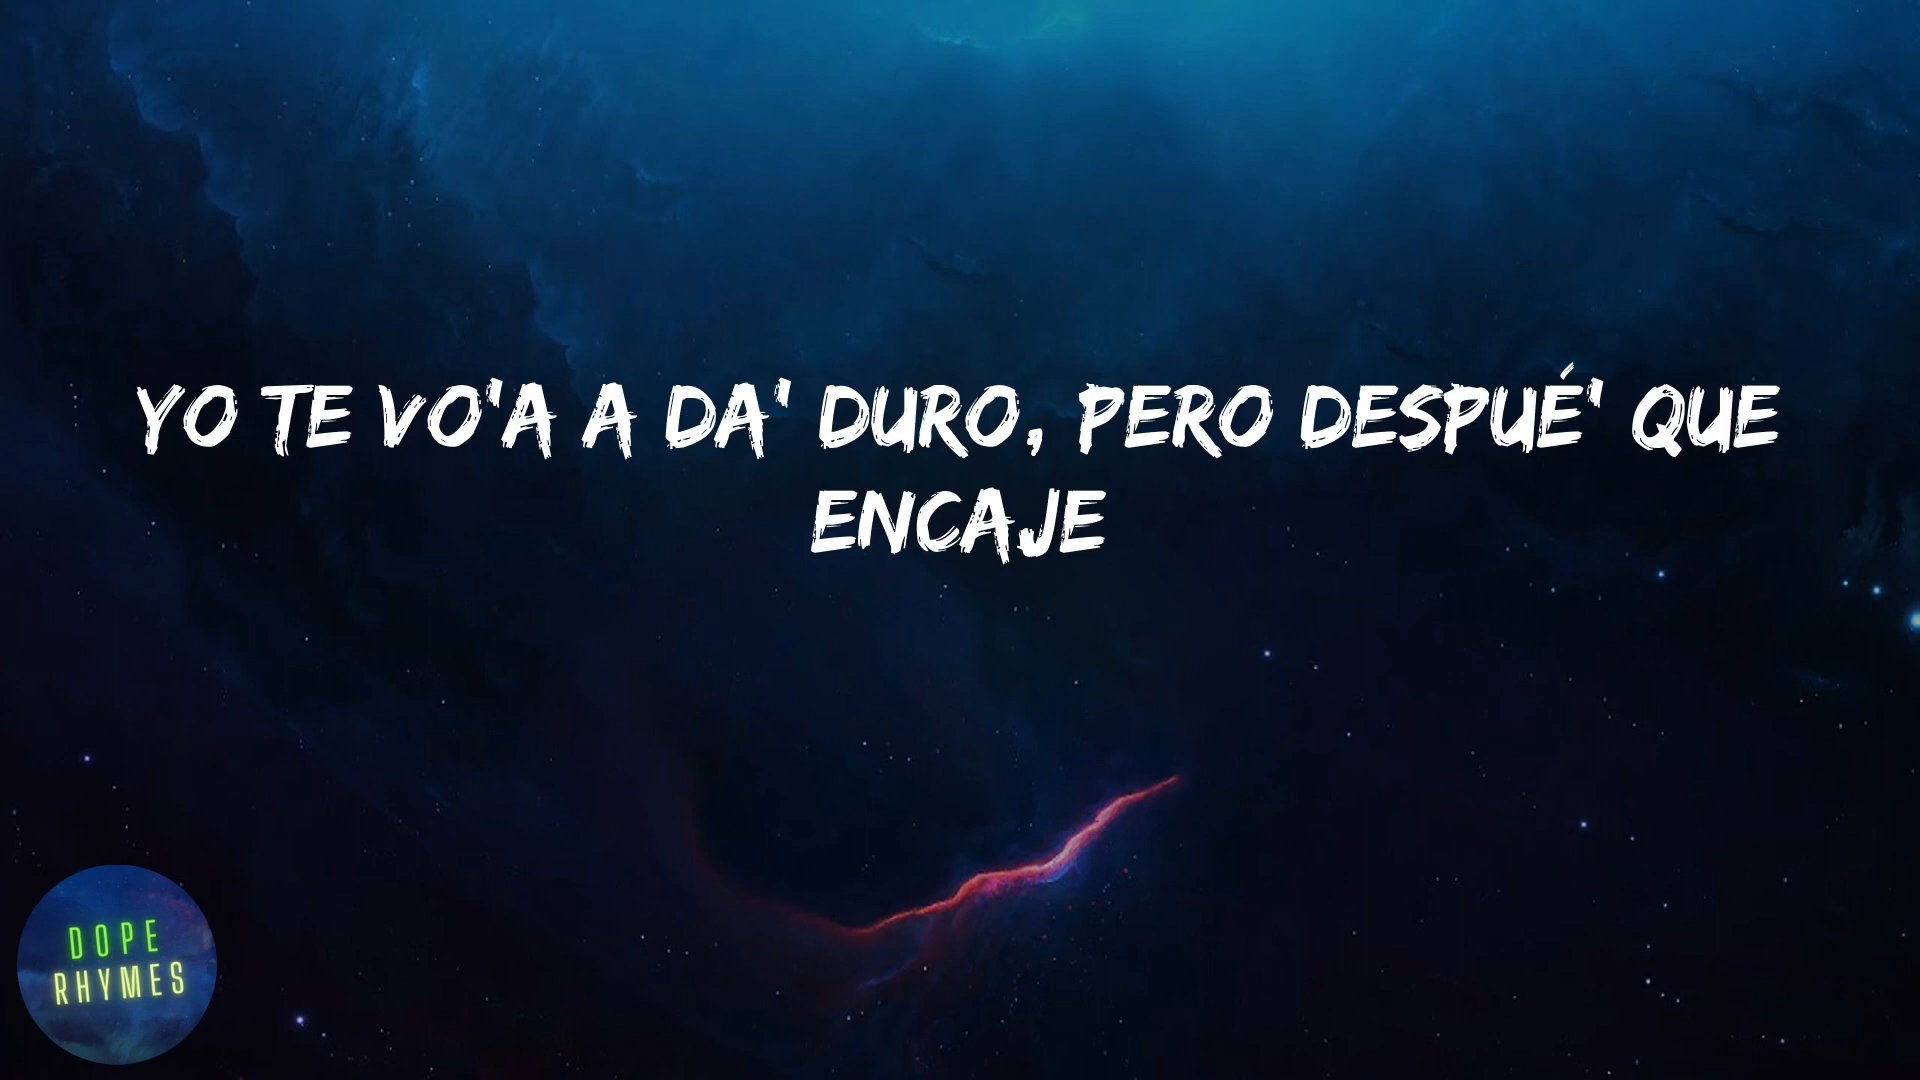 YO TE VO'A A DA' DURO, PERO DESPUÉ' QUE
ENCAJE
DOPE
RHYMES